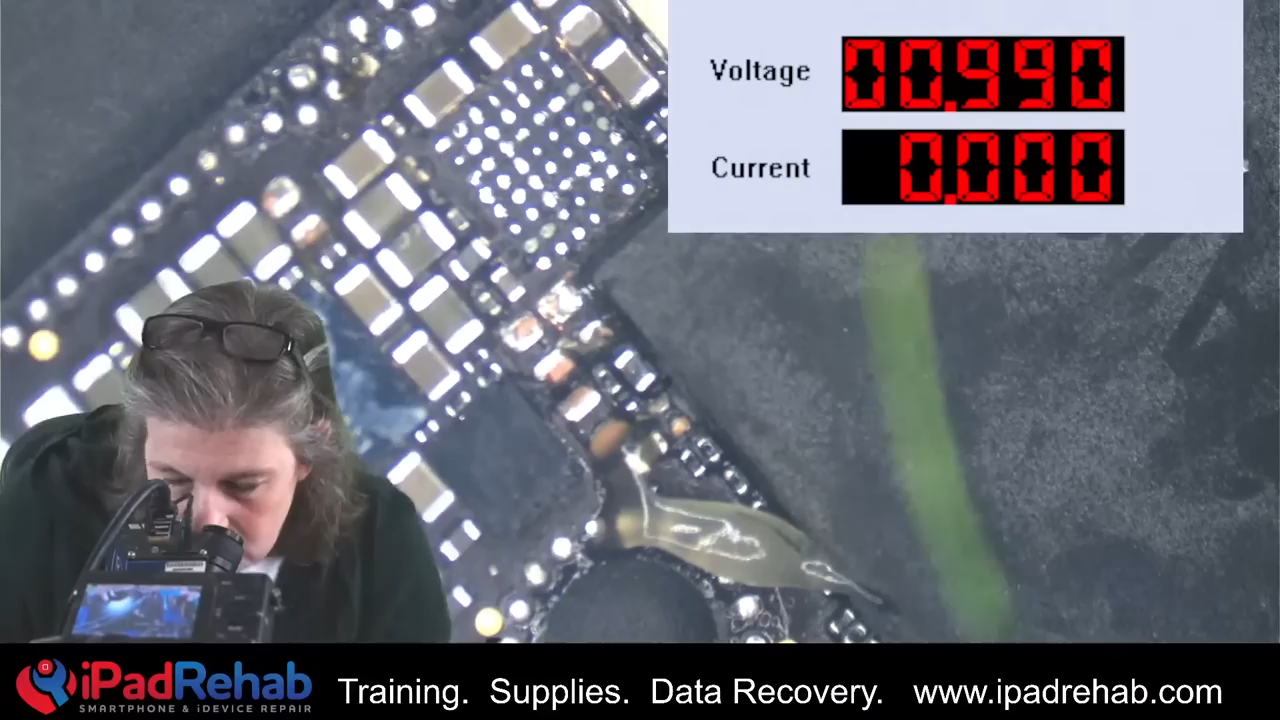 Voltage 00.990
Current 0.000
iPadRehab
SMARTPHONE & iDEVICE REPAIR
Training. Supplies. Data Recovery. www.ipadrehab.com